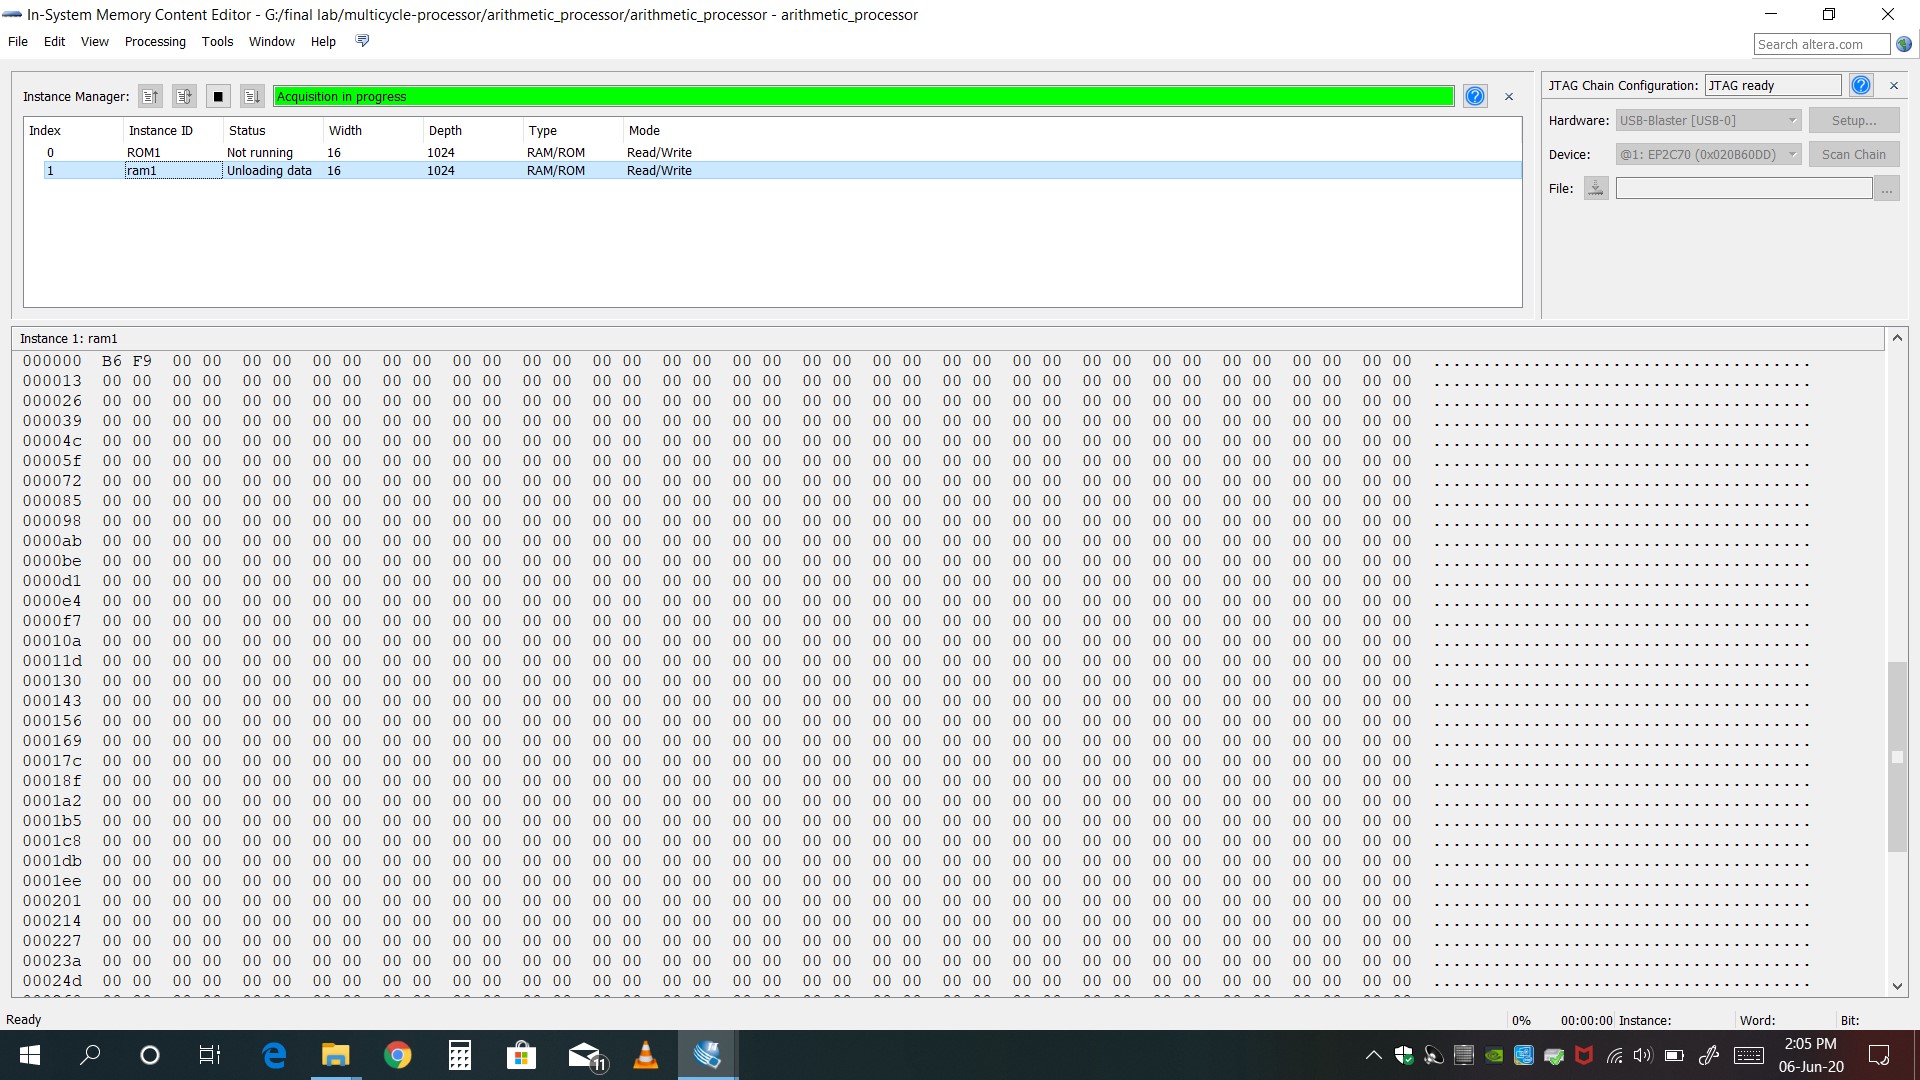 In-System Memory Content Editor - G:/final lab/multicycle-processor/arithmetic_processor/arithmetic_processor - arithmetic_processor
File Edit View Processing Tools Window Help
Search altera.com
Instance Manager: Acquisition in progress
JTAG Chain Configuration: JTAG ready
Index Instance ID Status Width Depth Type Mode
0 ROM1 Not running 16 1024 RAM/ROM Read/Write
1 ram1 Unloading data 16 1024 RAM/ROM Read/Write
Hardware: USB-Blaster [USB-0] Setup...
Device: @1: EP2C70 (0x020B60DD) Scan Chain
File: ...
Instance 1: ram1
000000 B6 F9 00 00 00 00 00 00 00 00 00 00 00 00 00 00 00 00 00 00 00 00 00 00 00 00 00 00 00 00 00 00 00 00 00 00 00 00 ......................................
000013 00 00 00 00 00 00 00 00 00 00 00 00 00 00 00 00 00 00 00 00 00 00 00 00 00 00 00 00 00 00 00 00 00 00 00 00 00 00 ......................................
000026 00 00 00 00 00 00 00 00 00 00 00 00 00 00 00 00 00 00 00 00 00 00 00 00 00 00 00 00 00 00 00 00 00 00 00 00 00 00 ......................................
000039 00 00 00 00 00 00 00 00 00 00 00 00 00 00 00 00 00 00 00 00 00 00 00 00 00 00 00 00 00 00 00 00 00 00 00 00 00 00 ......................................
00004c 00 00 00 00 00 00 00 00 00 00 00 00 00 00 00 00 00 00 00 00 00 00 00 00 00 00 00 00 00 00 00 00 00 00 00 00 00 00 ......................................
00005f 00 00 00 00 00 00 00 00 00 00 00 00 00 00 00 00 00 00 00 00 00 00 00 00 00 00 00 00 00 00 00 00 00 00 00 00 00 00 ......................................
000072 00 00 00 00 00 00 00 00 00 00 00 00 00 00 00 00 00 00 00 00 00 00 00 00 00 00 00 00 00 00 00 00 00 00 00 00 00 00 ......................................
000085 00 00 00 00 00 00 00 00 00 00 00 00 00 00 00 00 00 00 00 00 00 00 00 00 00 00 00 00 00 00 00 00 00 00 00 00 00 00 ......................................
000098 00 00 00 00 00 00 00 00 00 00 00 00 00 00 00 00 00 00 00 00 00 00 00 00 00 00 00 00 00 00 00 00 00 00 00 00 00 00 ......................................
0000ab 00 00 00 00 00 00 00 00 00 00 00 00 00 00 00 00 00 00 00 00 00 00 00 00 00 00 00 00 00 00 00 00 00 00 00 00 00 00 ......................................
0000be 00 00 00 00 00 00 00 00 00 00 00 00 00 00 00 00 00 00 00 00 00 00 00 00 00 00 00 00 00 00 00 00 00 00 00 00 00 00 ......................................
0000d1 00 00 00 00 00 00 00 00 00 00 00 00 00 00 00 00 00 00 00 00 00 00 00 00 00 00 00 00 00 00 00 00 00 00 00 00 00 00 ......................................
0000e4 00 00 00 00 00 00 00 00 00 00 00 00 00 00 00 00 00 00 00 00 00 00 00 00 00 00 00 00 00 00 00 00 00 00 00 00 00 00 ......................................
0000f7 00 00 00 00 00 00 00 00 00 00 00 00 00 00 00 00 00 00 00 00 00 00 00 00 00 00 00 00 00 00 00 00 00 00 00 00 00 00 ......................................
00010a 00 00 00 00 00 00 00 00 00 00 00 00 00 00 00 00 00 00 00 00 00 00 00 00 00 00 00 00 00 00 00 00 00 00 00 00 00 00 ......................................
00011d 00 00 00 00 00 00 00 00 00 00 00 00 00 00 00 00 00 00 00 00 00 00 00 00 00 00 00 00 00 00 00 00 00 00 00 00 00 00 ......................................
000130 00 00 00 00 00 00 00 00 00 00 00 00 00 00 00 00 00 00 00 00 00 00 00 00 00 00 00 00 00 00 00 00 00 00 00 00 00 00 ......................................
000143 00 00 00 00 00 00 00 00 00 00 00 00 00 00 00 00 00 00 00 00 00 00 00 00 00 00 00 00 00 00 00 00 00 00 00 00 00 00 ......................................
000156 00 00 00 00 00 00 00 00 00 00 00 00 00 00 00 00 00 00 00 00 00 00 00 00 00 00 00 00 00 00 00 00 00 00 00 00 00 00 ......................................
000169 00 00 00 00 00 00 00 00 00 00 00 00 00 00 00 00 00 00 00 00 00 00 00 00 00 00 00 00 00 00 00 00 00 00 00 00 00 00 ......................................
00017c 00 00 00 00 00 00 00 00 00 00 00 00 00 00 00 00 00 00 00 00 00 00 00 00 00 00 00 00 00 00 00 00 00 00 00 00 00 00 ......................................
00018f 00 00 00 00 00 00 00 00 00 00 00 00 00 00 00 00 00 00 00 00 00 00 00 00 00 00 00 00 00 00 00 00 00 00 00 00 00 00 ......................................
0001a2 00 00 00 00 00 00 00 00 00 00 00 00 00 00 00 00 00 00 00 00 00 00 00 00 00 00 00 00 00 00 00 00 00 00 00 00 00 00 ......................................
0001b5 00 00 00 00 00 00 00 00 00 00 00 00 00 00 00 00 00 00 00 00 00 00 00 00 00 00 00 00 00 00 00 00 00 00 00 00 00 00 ......................................
0001c8 00 00 00 00 00 00 00 00 00 00 00 00 00 00 00 00 00 00 00 00 00 00 00 00 00 00 00 00 00 00 00 00 00 00 00 00 00 00 ......................................
0001db 00 00 00 00 00 00 00 00 00 00 00 00 00 00 00 00 00 00 00 00 00 00 00 00 00 00 00 00 00 00 00 00 00 00 00 00 00 00 ......................................
0001ee 00 00 00 00 00 00 00 00 00 00 00 00 00 00 00 00 00 00 00 00 00 00 00 00 00 00 00 00 00 00 00 00 00 00 00 00 00 00 ......................................
000201 00 00 00 00 00 00 00 00 00 00 00 00 00 00 00 00 00 00 00 00 00 00 00 00 00 00 00 00 00 00 00 00 00 00 00 00 00 00 ......................................
000214 00 00 00 00 00 00 00 00 00 00 00 00 00 00 00 00 00 00 00 00 00 00 00 00 00 00 00 00 00 00 00 00 00 00 00 00 00 00 ......................................
000227 00 00 00 00 00 00 00 00 00 00 00 00 00 00 00 00 00 00 00 00 00 00 00 00 00 00 00 00 00 00 00 00 00 00 00 00 00 00 ......................................
00023a 00 00 00 00 00 00 00 00 00 00 00 00 00 00 00 00 00 00 00 00 00 00 00 00 00 00 00 00 00 00 00 00 00 00 00 00 00 00 ......................................
00024d 00 00 00 00 00 00 00 00 00 00 00 00 00 00 00 00 00 00 00 00 00 00 00 00 00 00 00 00 00 00 00 00 00 00 00 00 00 00 ......................................
Ready 0% 00:00:00 Instance: Word: Bit:
11
2:05 PM
06-Jun-20